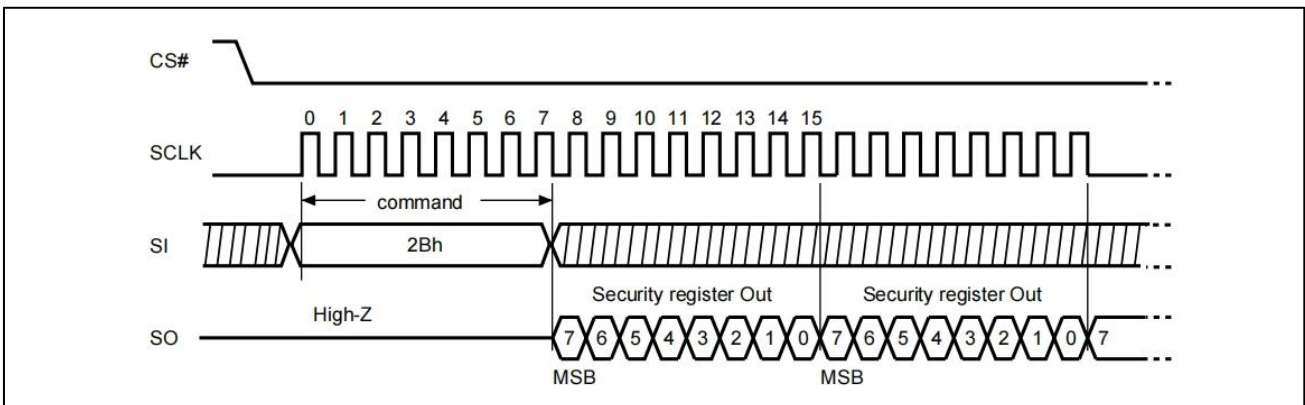 CS#
0 1 2 3 4 5 6 7 8 9 10 11 12 13 14 15
SCLK
command
SI 2Bh
Security register Out Security register Out
High-Z
SO 7 6 5 4 3 2 1 0 7 6 5 4 3 2 1 0 7
MSB MSB